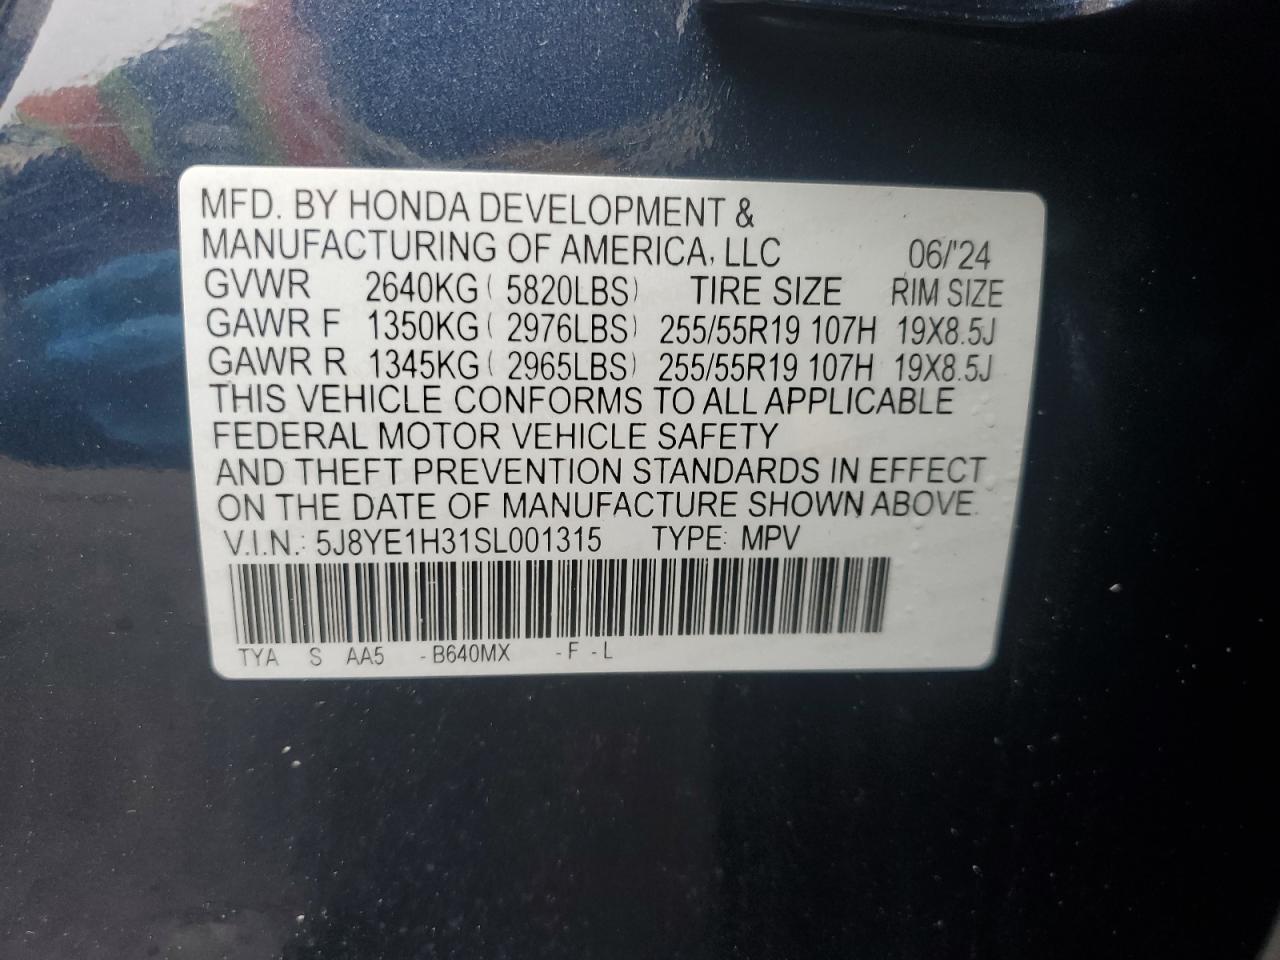 MFD. BY HONDA DEVELOPMENT &
MANUFACTURING OF AMERICA, LLC 06/'24
GVWR 2640KG ( 5820LBS) TIRE SIZE RIM SIZE
GAWR F 1350KG ( 2976LBS) 255/55R19 107H 19X8.5J
GAWR R 1345KG ( 2965LBS) 255/55R19 107H 19X8.5J
THIS VEHICLE CONFORMS TO ALL APPLICABLE
FEDERAL MOTOR VEHICLE SAFETY
AND THEFT PREVENTION STANDARDS IN EFFECT
ON THE DATE OF MANUFACTURE SHOWN ABOVE.
V.I.N.: 5J8YE1H31SL001315 TYPE: MPV
TYA S AA5 - B640MX - F - L